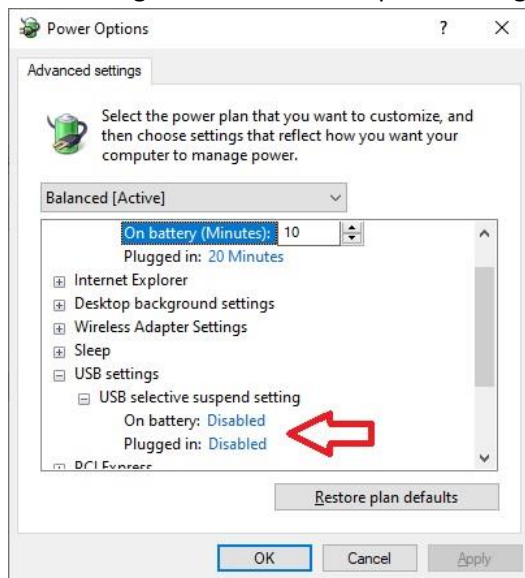 Power Options
?
Advanced settings
Select the power plan that you want to customize, and
then choose settings that reflect how you want your
computer to manage power.
Balanced [Active]
On battery (Minutes): 10
Plugged in: 20 Minutes
Internet Explorer
Desktop background settings
Wireless Adapter Settings
Sleep
USB settings
USB selective suspend setting
On battery: Disabled
Plugged in: Disabled
PCI Express
Restore plan defaults
OK Cancel Apply